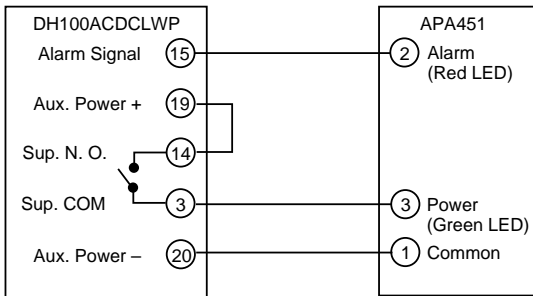 DH100ACDCLWP
Alarm Signal 15
Aux. Power + 19
Sup. N. O. 14
Sup. COM 3
Aux. Power – 20
APA451
2 Alarm
(Red LED)
3 Power
(Green LED)
1 Common